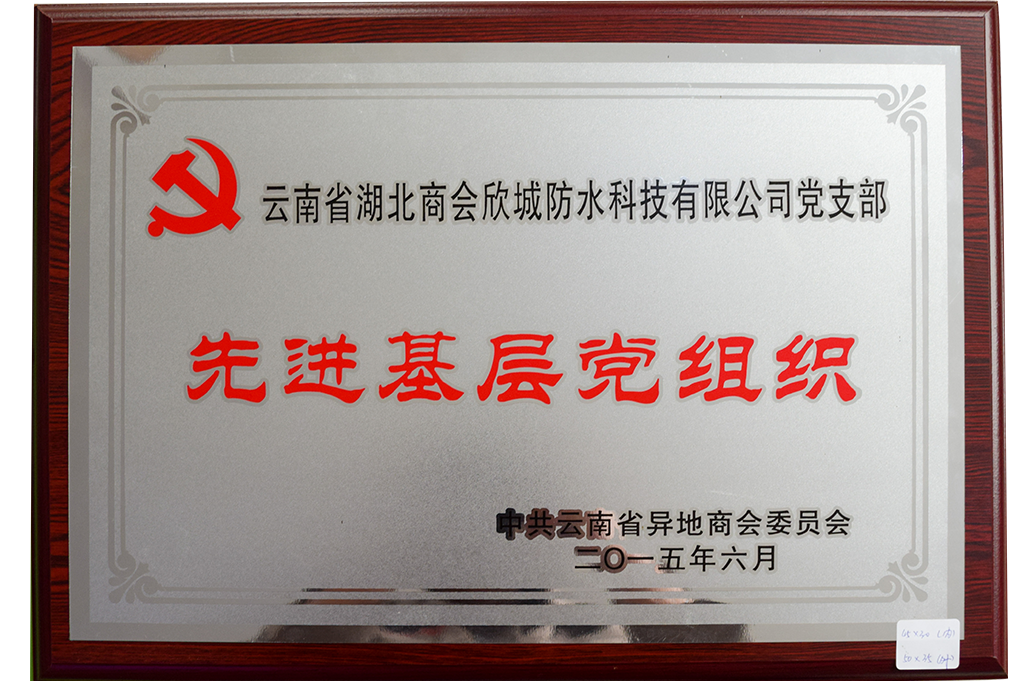 云南省湖北商会欣城防水科技有限公司党支部
先进基层党组织
中共云南省异地商会委员会
二〇一五年六月